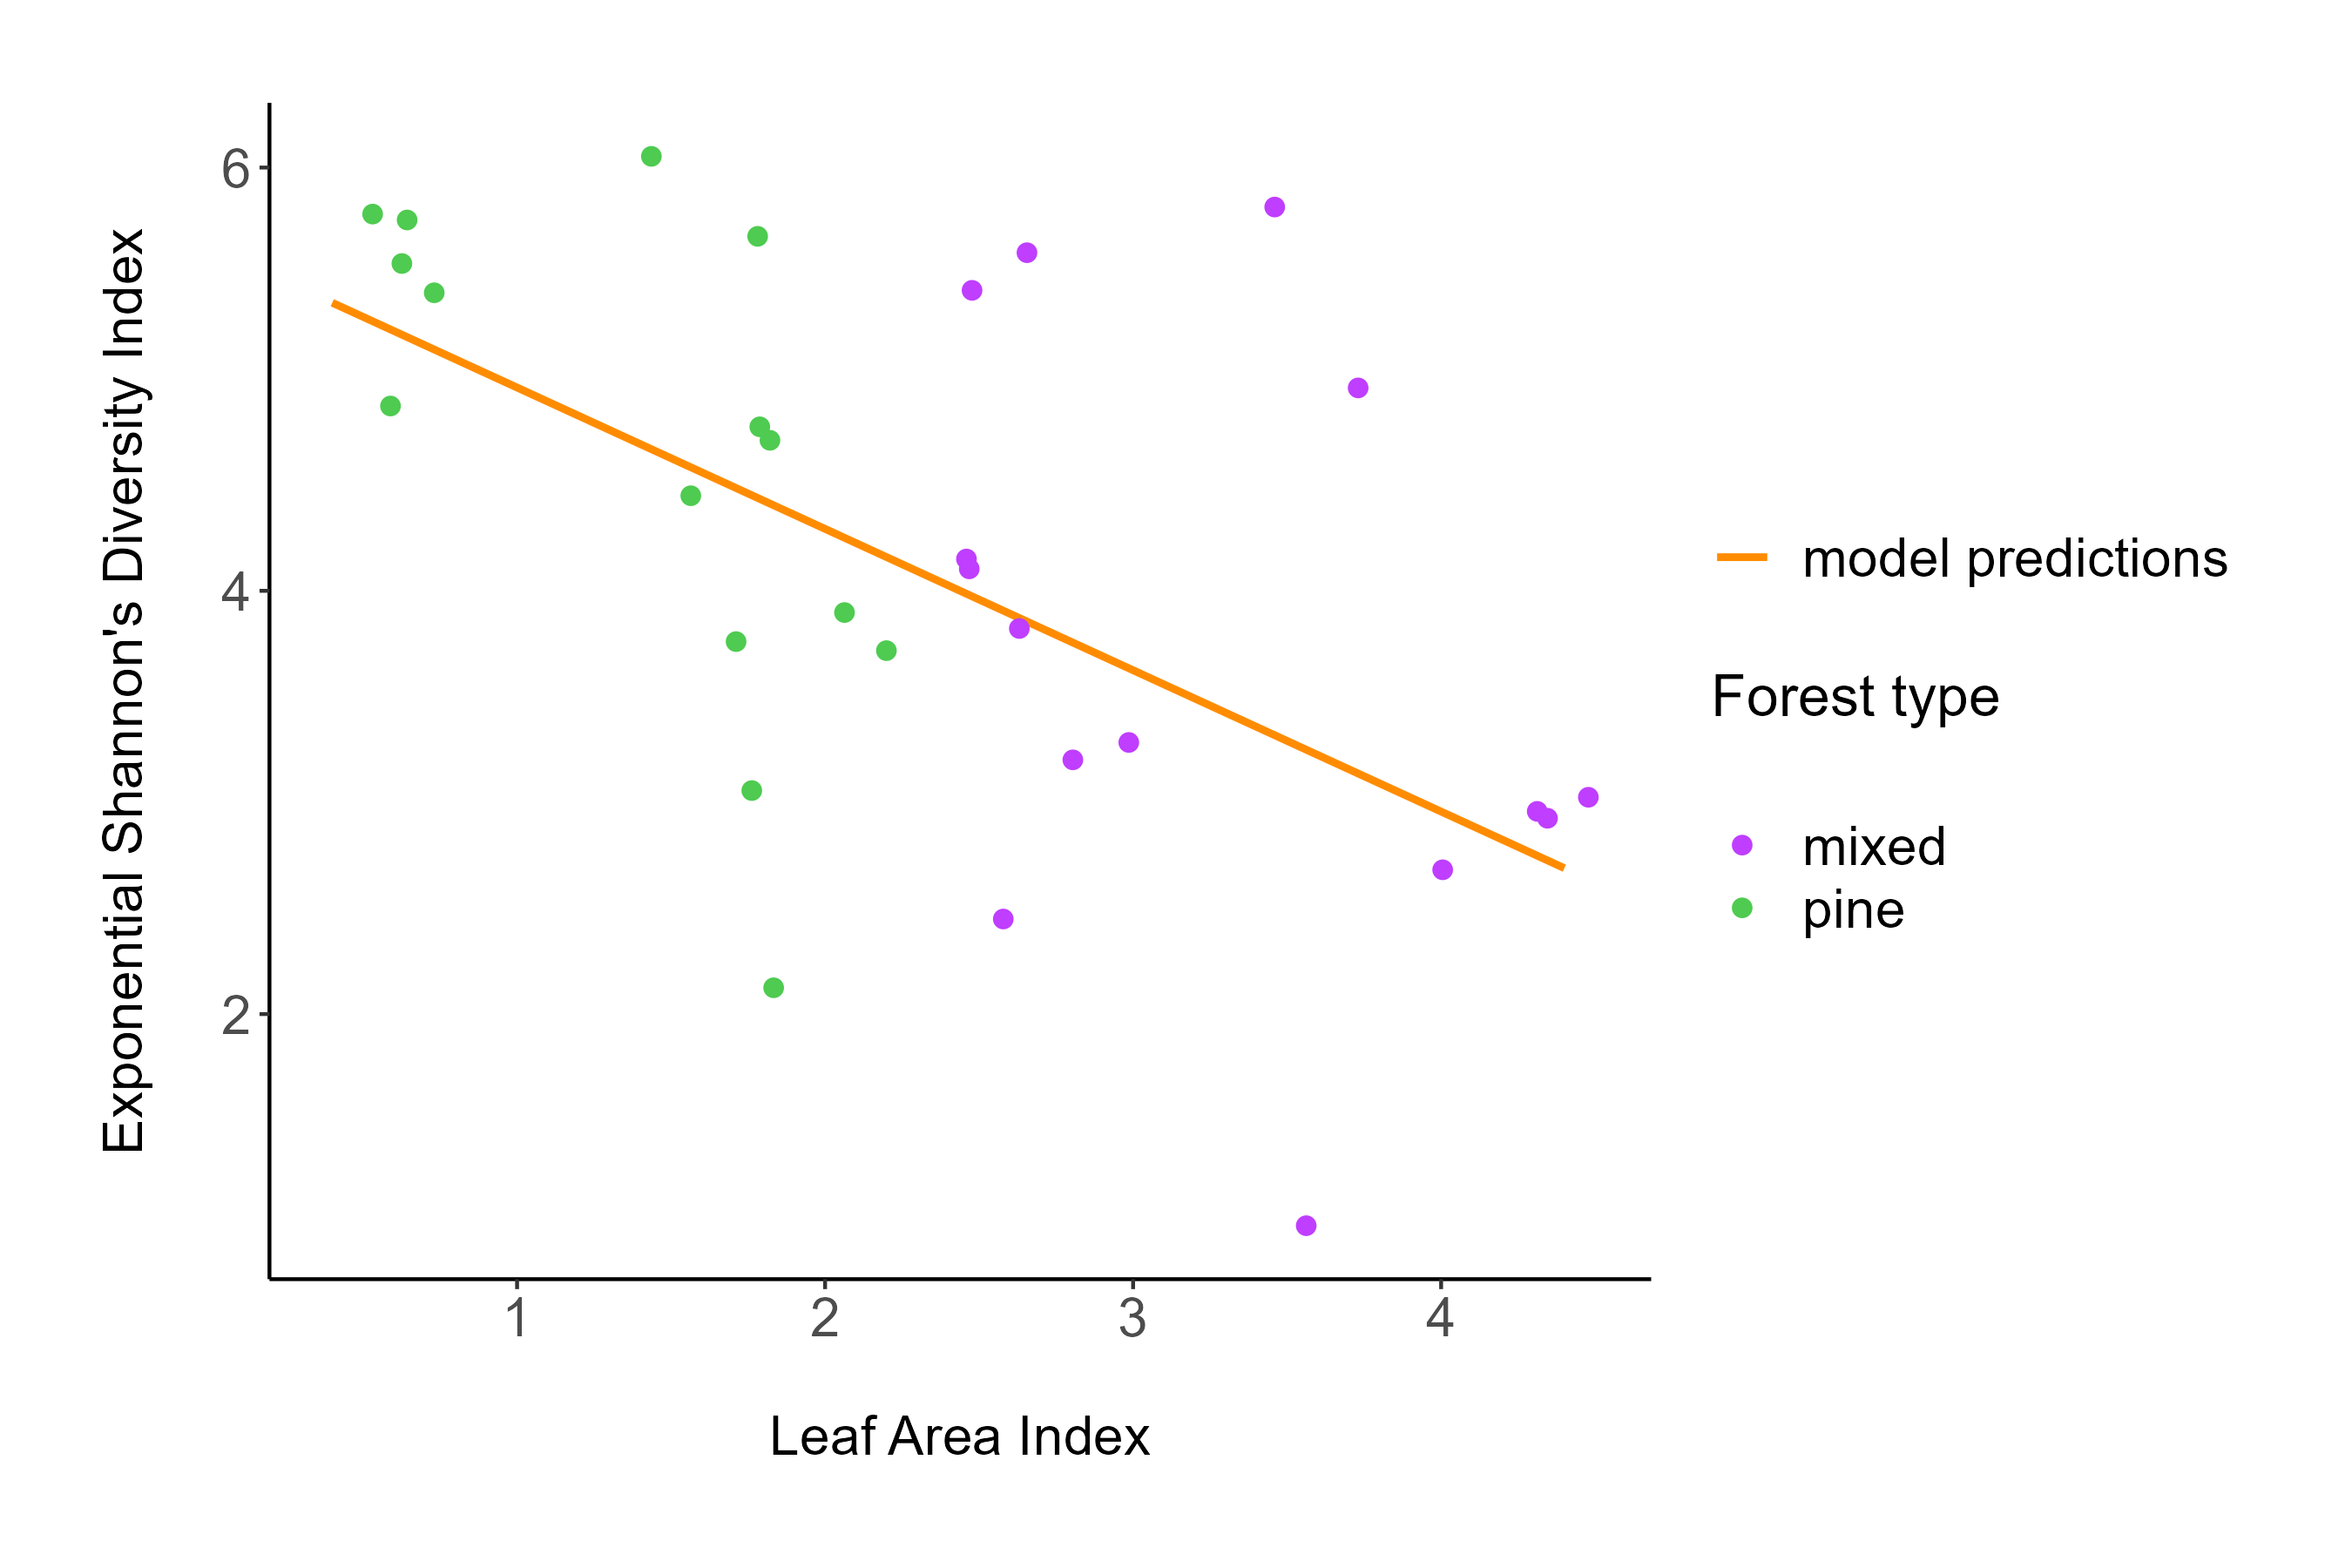 Exponential Shannon's Diversity Index
6
4
2
1 2 3 4
Leaf Area Index
model predictions
Forest type
mixed
pine